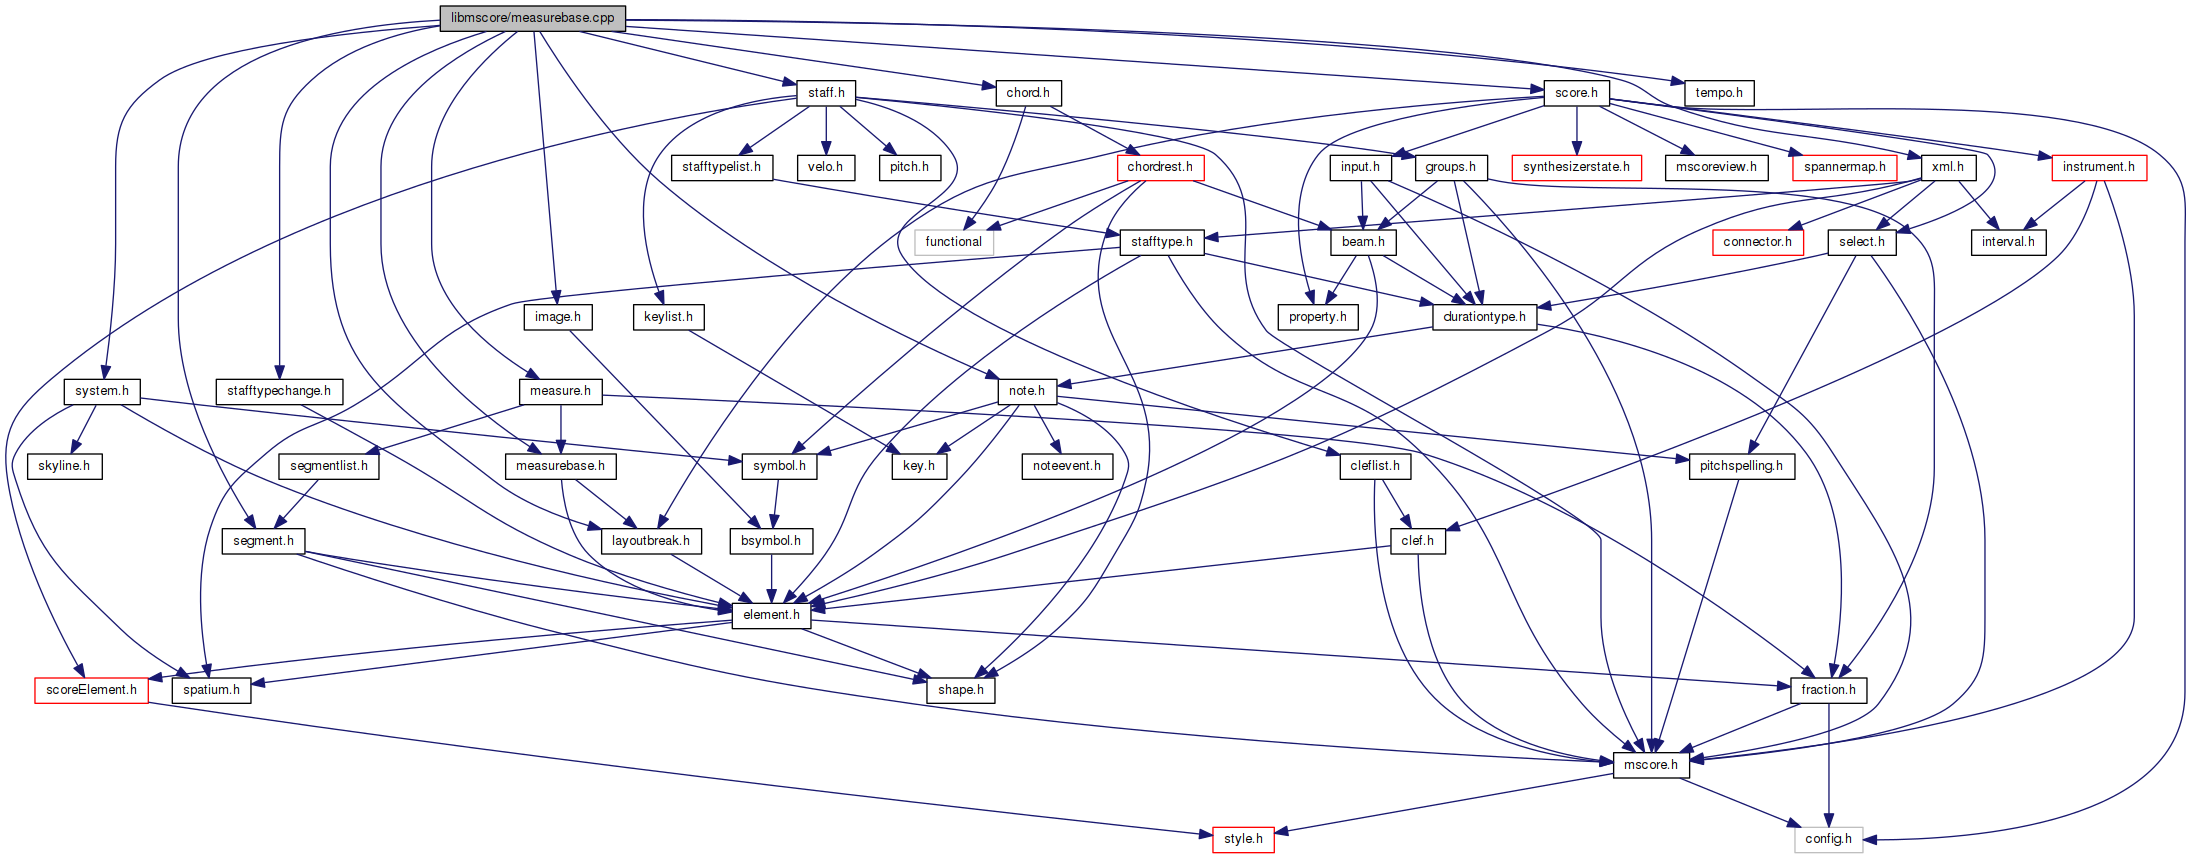 libmscore/measurebase.cpp
staff.h
chord.h
score.h
tempo.h
stafftypelist.h
velo.h
pitch.h
chordrest.h
input.h
groups.h
synthesizerstate.h
mscoreview.h
spannermap.h
xml.h
instrument.h
functional
stafftype.h
beam.h
connector.h
select.h
interval.h
image.h
keylist.h
property.h
durationtype.h
system.h
stafftypechange.h
measure.h
note.h
skyline.h
segmentlist.h
measurebase.h
symbol.h
key.h
noteevent.h
cleflist.h
pitchspelling.h
segment.h
layoutbreak.h
bsymbol.h
clef.h
element.h
scoreElement.h
spatium.h
shape.h
fraction.h
mscore.h
style.h
config.h